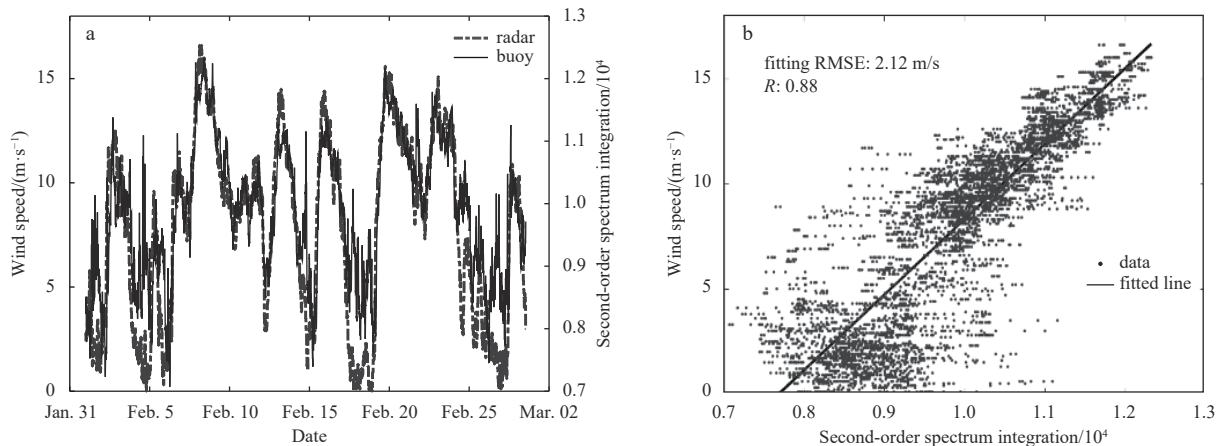 a
radar
buoy
15
10
5
0
Wind speed/(m·s⁻¹)
1.3
1.2
1.1
1.0
0.9
0.8
0.7
Second-order spectrum integration/10⁴
Jan. 31
Feb. 5
Feb. 10
Feb. 15
Feb. 20
Feb. 25
Mar. 02
Date
b
fitting RMSE: 2.12 m/s
R: 0.88
15
10
5
0
Wind speed/(m·s⁻¹)
data
fitted line
0.7
0.8
0.9
1.0
1.1
1.2
1.3
Second-order spectrum integration/10⁴